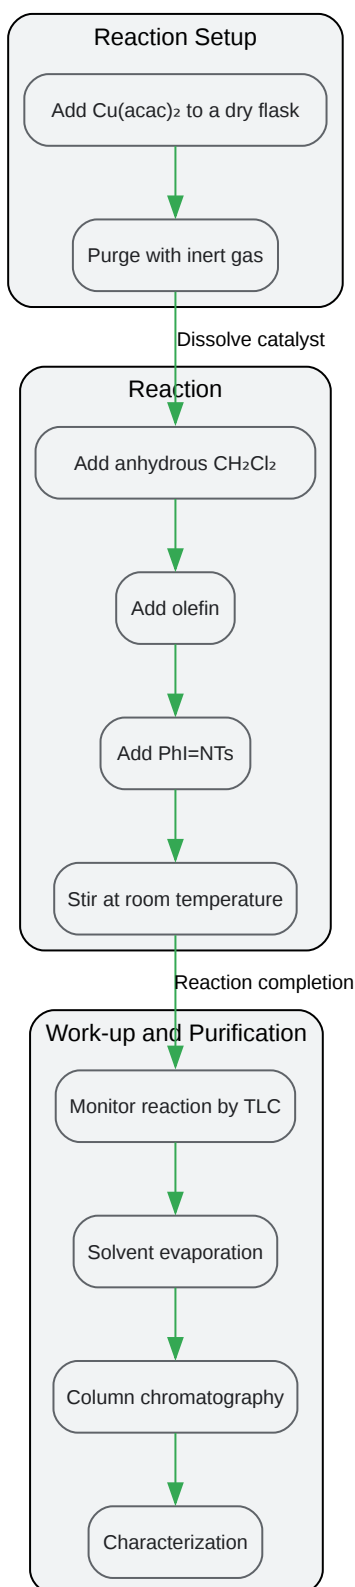 Reaction Setup
Add Cu(acac)₂ to a dry flask
Purge with inert gas
Dissolve catalyst
Reaction
Add anhydrous CH₂Cl₂
Add olefin
Add PhI=NTs
Stir at room temperature
Reaction completion
Work-up and Purification
Monitor reaction by TLC
Solvent evaporation
Column chromatography
Characterization